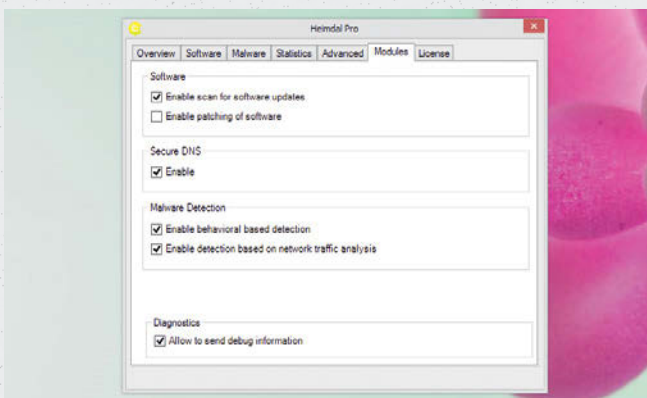 Heimdal Pro
Overview Software Malware Statistics Advanced Modules License
Software
Enable scan for software updates
Enable patching of software
Secure DNS
Enable
Malware Detection
Enable behavioral based detection
Enable detection based on network traffic analysis
Diagnostics
Allow to send debug information